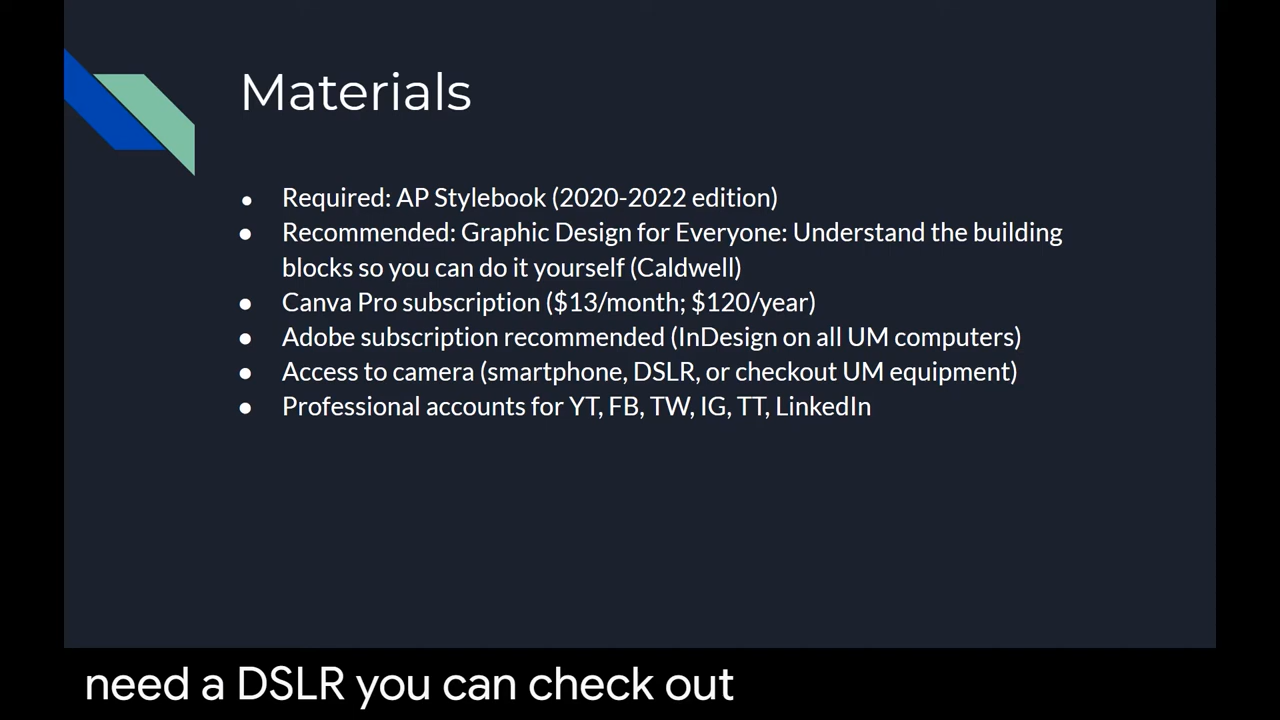 Materials
● Required: AP Stylebook (2020-2022 edition)
● Recommended: Graphic Design for Everyone: Understand the building
blocks so you can do it yourself (Caldwell)
● Canva Pro subscription ($13/month; $120/year)
● Adobe subscription recommended (InDesign on all UM computers)
● Access to camera (smartphone, DSLR, or checkout UM equipment)
● Professional accounts for YT, FB, TW, IG, TT, LinkedIn
need a DSLR you can check out